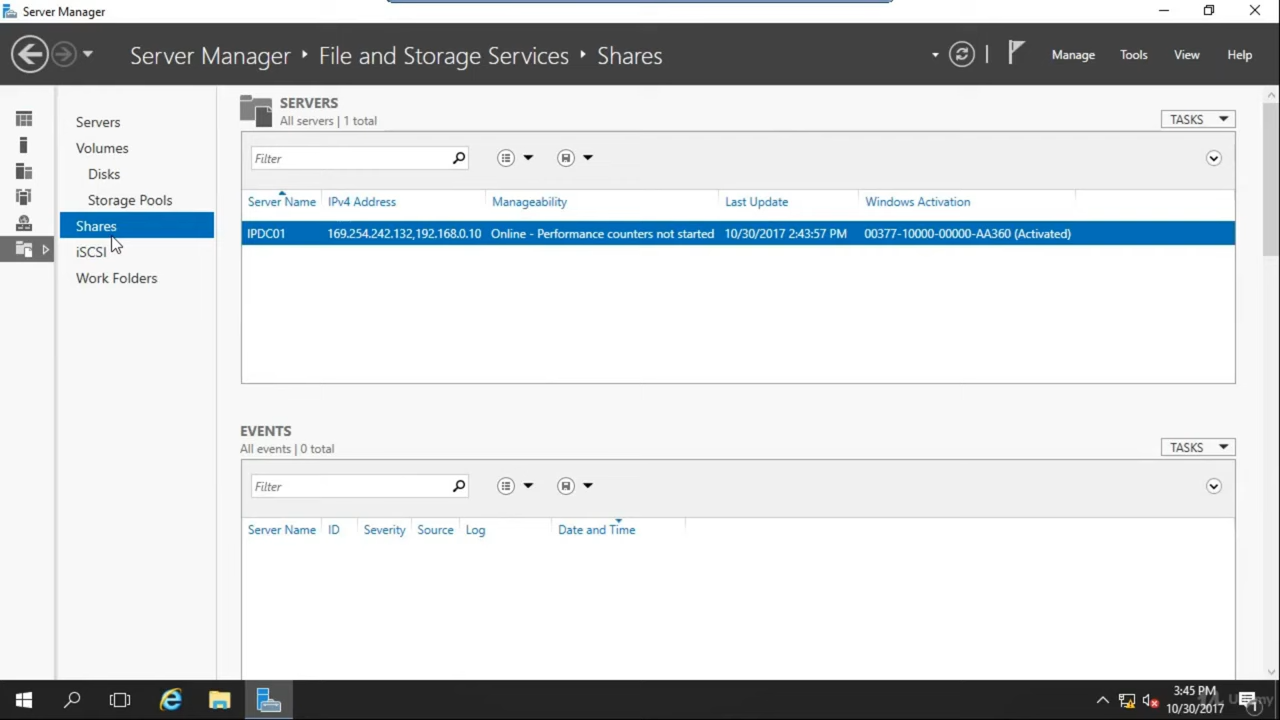 Server Manager
Server Manager ‣ File and Storage Services ‣ Shares
Manage Tools View Help
Servers
Volumes
Disks
Storage Pools
Shares
iSCSI
Work Folders
SERVERS
All servers | 1 total
TASKS
Filter
Server Name IPv4 Address Manageability Last Update Windows Activation
IPDC01 169.254.242.132,192.168.0.10 Online - Performance counters not started 10/30/2017 2:43:57 PM 00377-10000-00000-AA360 (Activated)
EVENTS
All events | 0 total
TASKS
Filter
Server Name ID Severity Source Log Date and Time
3:45 PM
10/30/2017
1
Udemy